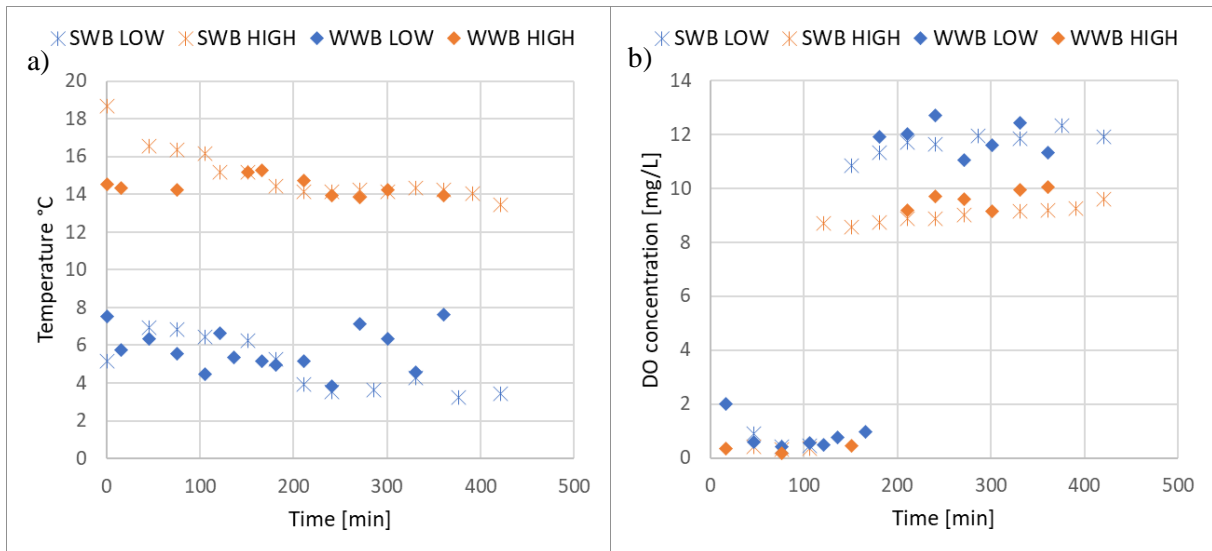 SWB LOW SWB HIGH WWB LOW WWB HIGH
a)
20
18
16
14
12
10
8
6
4
2
0
Temperature °C
0 100 200 300 400 500
Time [min]
SWB LOW SWB HIGH WWB LOW WWB HIGH
b)
14
12
10
8
6
4
2
0
DO concentration [mg/L]
0 100 200 300 400 500
Time [min]